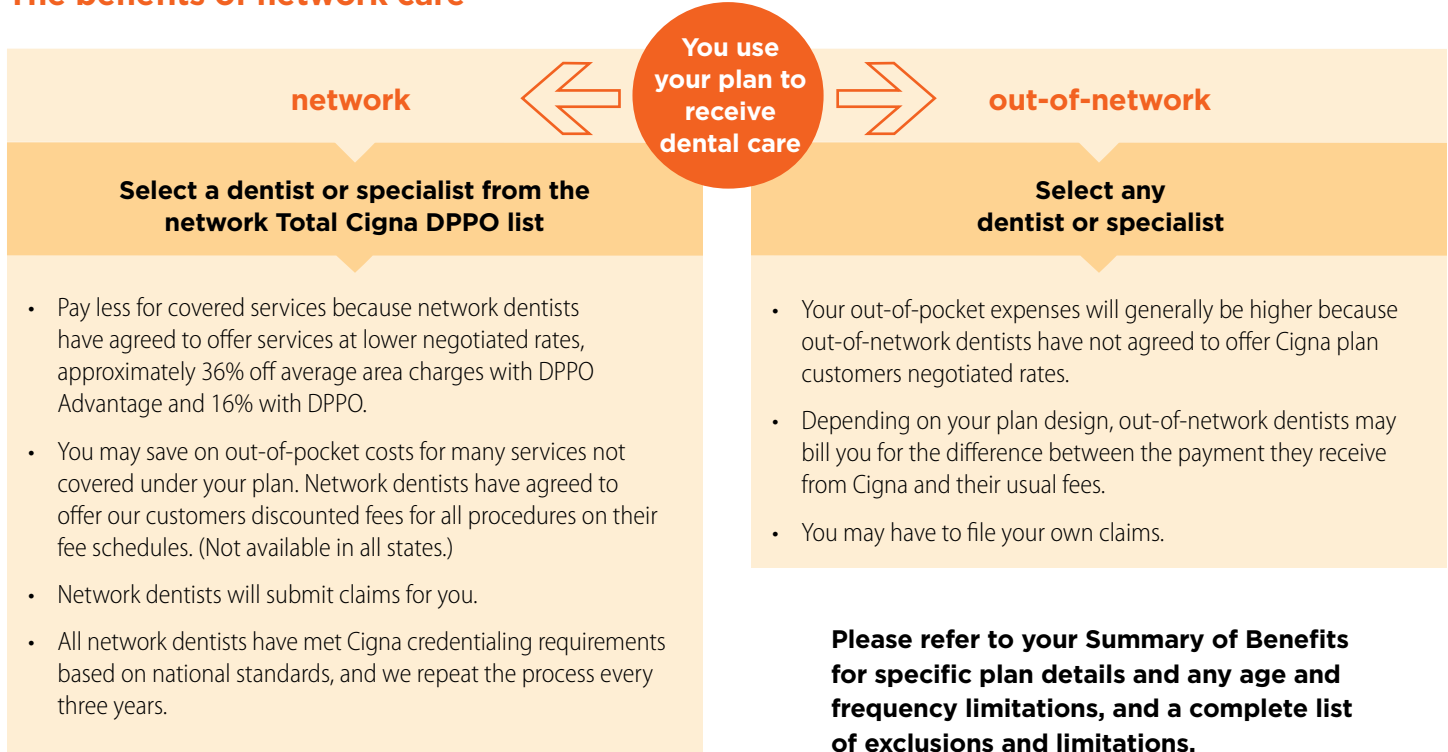 The benefits of network care
You use
your plan to
receive
dental care
network
Select a dentist or specialist from the
network Total Cigna DPPO list
• Pay less for covered services because network dentists
have agreed to offer services at lower negotiated rates,
approximately 36% off average area charges with DPPO
Advantage and 16% with DPPO.
• You may save on out-of-pocket costs for many services not
covered under your plan. Network dentists have agreed to
offer our customers discounted fees for all procedures on their
fee schedules. (Not available in all states.)
• Network dentists will submit claims for you.
• All network dentists have met Cigna credentialing requirements
based on national standards, and we repeat the process every
three years.
out-of-network
Select any
dentist or specialist
• Your out-of-pocket expenses will generally be higher because
out-of-network dentists have not agreed to offer Cigna plan
customers negotiated rates.
• Depending on your plan design, out-of-network dentists may
bill you for the difference between the payment they receive
from Cigna and their usual fees.
• You may have to file your own claims.
Please refer to your Summary of Benefits
for specific plan details and any age and
frequency limitations, and a complete list
of exclusions and limitations.